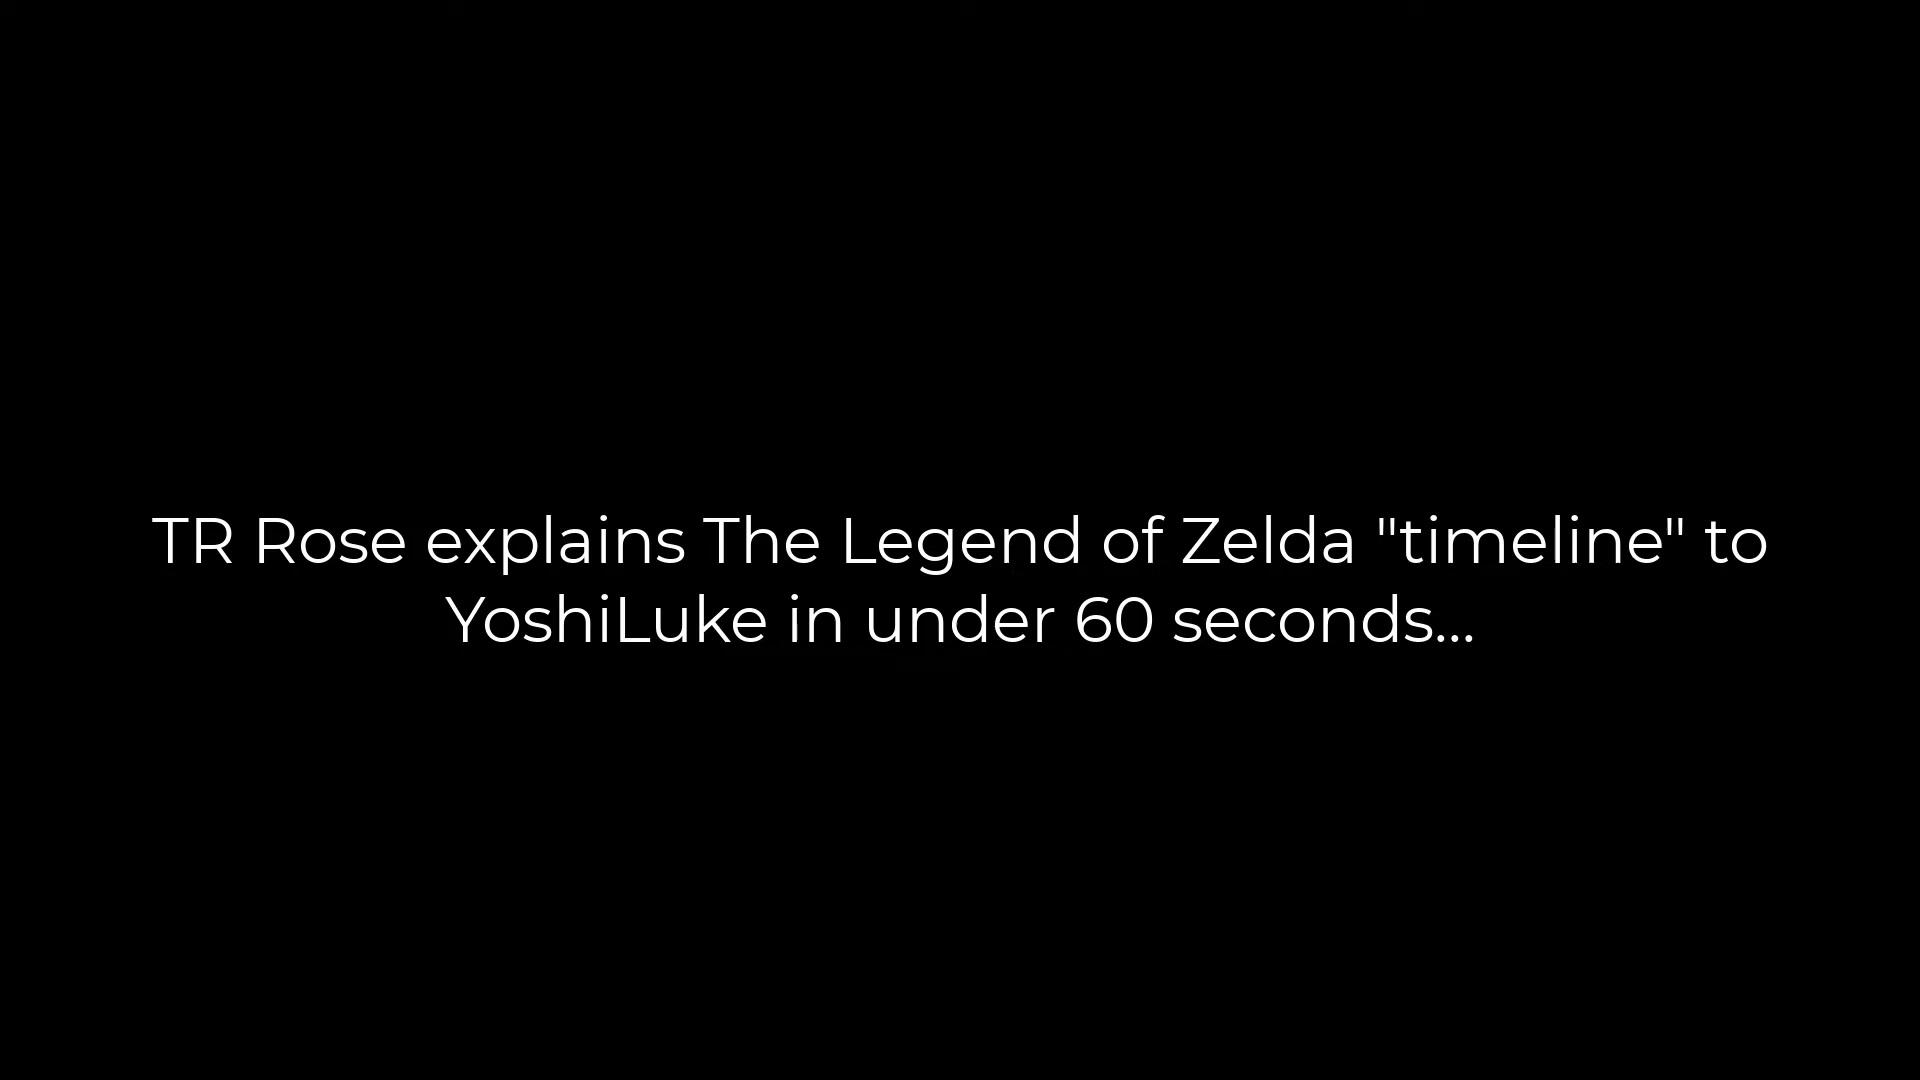 TR Rose explains The Legend of Zelda "timeline" to
YoshiLuke in under 60 seconds...